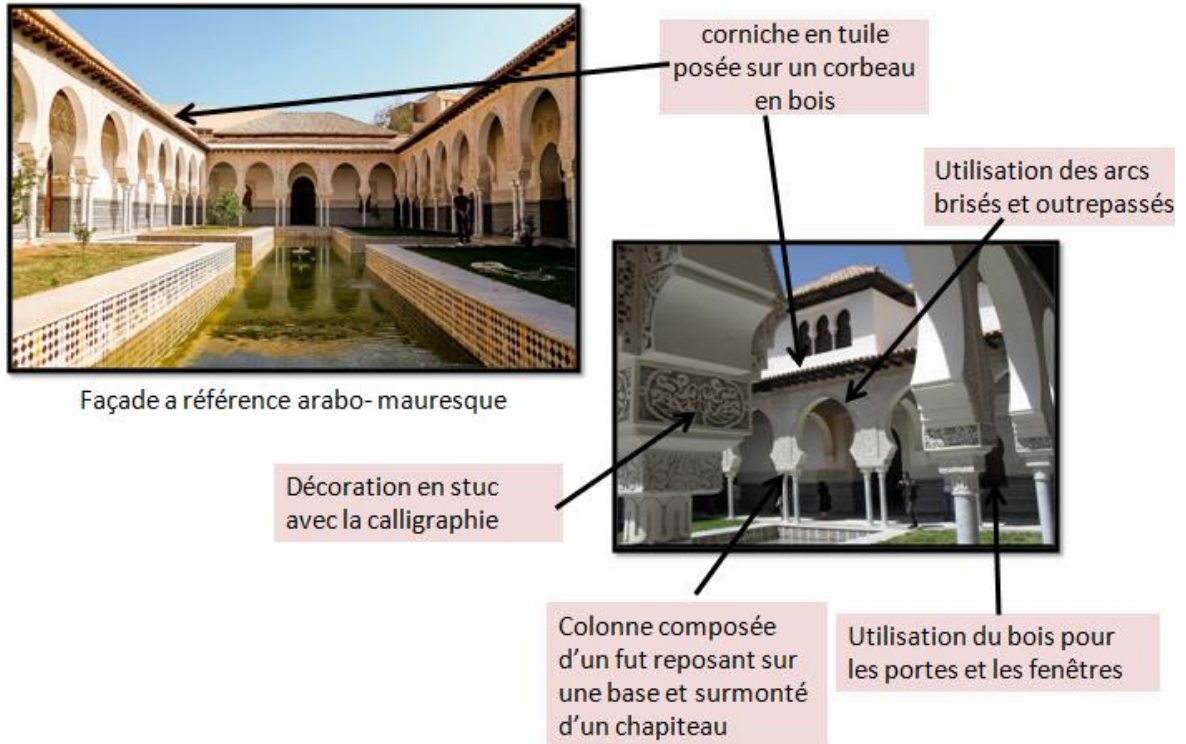 corniche en tuile
posée sur un corbeau
en bois
Utilisation des arcs
brisés et outrepassés
Façade a référence arabo- mauresque
Décoration en stuc
avec la calligraphie
Colonne composée
d'un fut reposant sur
une base et surmonté
d'un chapiteau
Utilisation du bois pour
les portes et les fenêtres